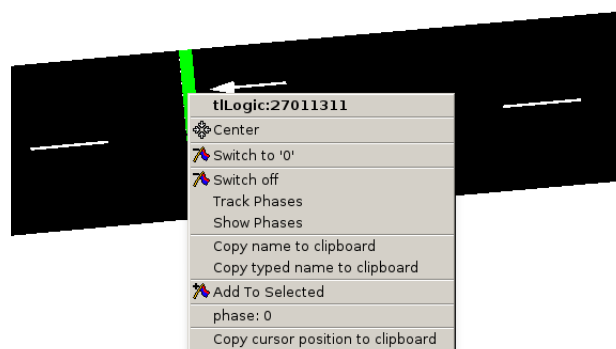 tlLogic:27011311
Center
Switch to '0'
Switch off
Track Phases
Show Phases
Copy name to clipboard
Copy typed name to clipboard
Add To Selected
phase: 0
Copy cursor position to clipboard